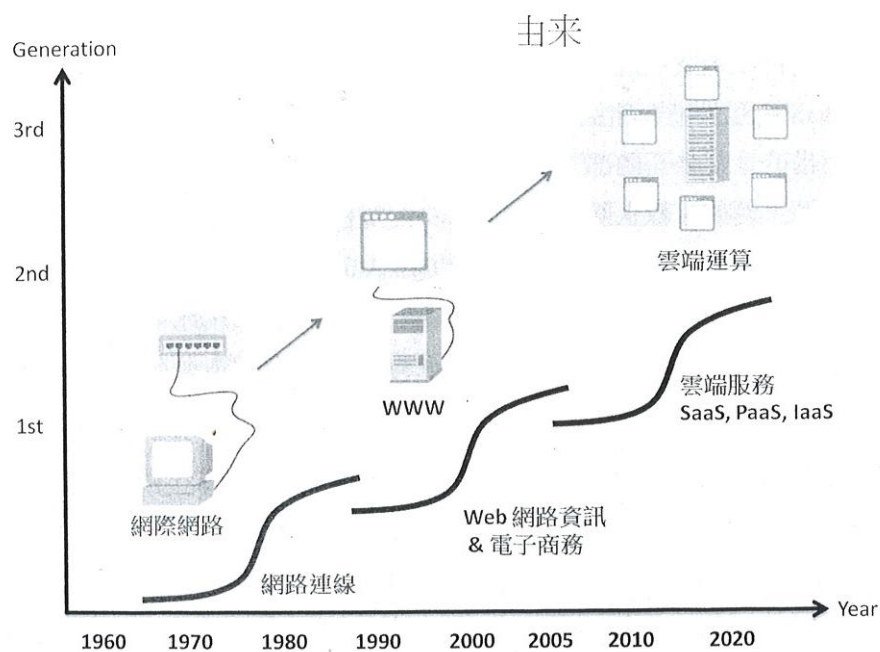 由来
Generation
3rd
2nd
1st
雲端運算
WWW
網際網路
雲端服務
SaaS, PaaS, IaaS
Web 網路資訊
& 電子商務
網路連線
Year
1960 1970 1980 1990 2000 2005 2010 2020